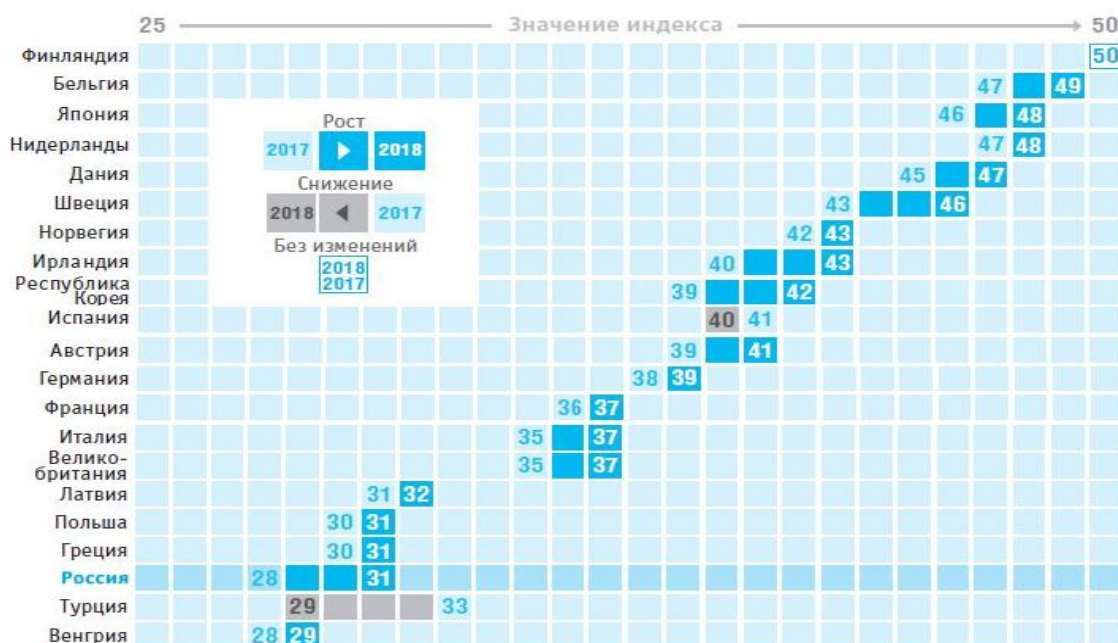 25 Значение индекса 50
Финляндия 50
Бельгия 47 49
Япония 46 48
Нидерланды 47 48
Дания 45 47
Швеция 43 46
Норвегия 42 43
Ирландия 40 43
Республика
Корея 39 42
Испания 40 41
Австрия 39 41
Германия 38 39
Франция 36 37
Италия 35 37
Велико-
британия 35 37
Латвия 31 32
Польша 30 31
Греция 30 31
Россия 28 31
Турция 29 33
Венгрия 28 29
Рост
2017 2018
Снижение
2018 2017
Без изменений
2018
2017